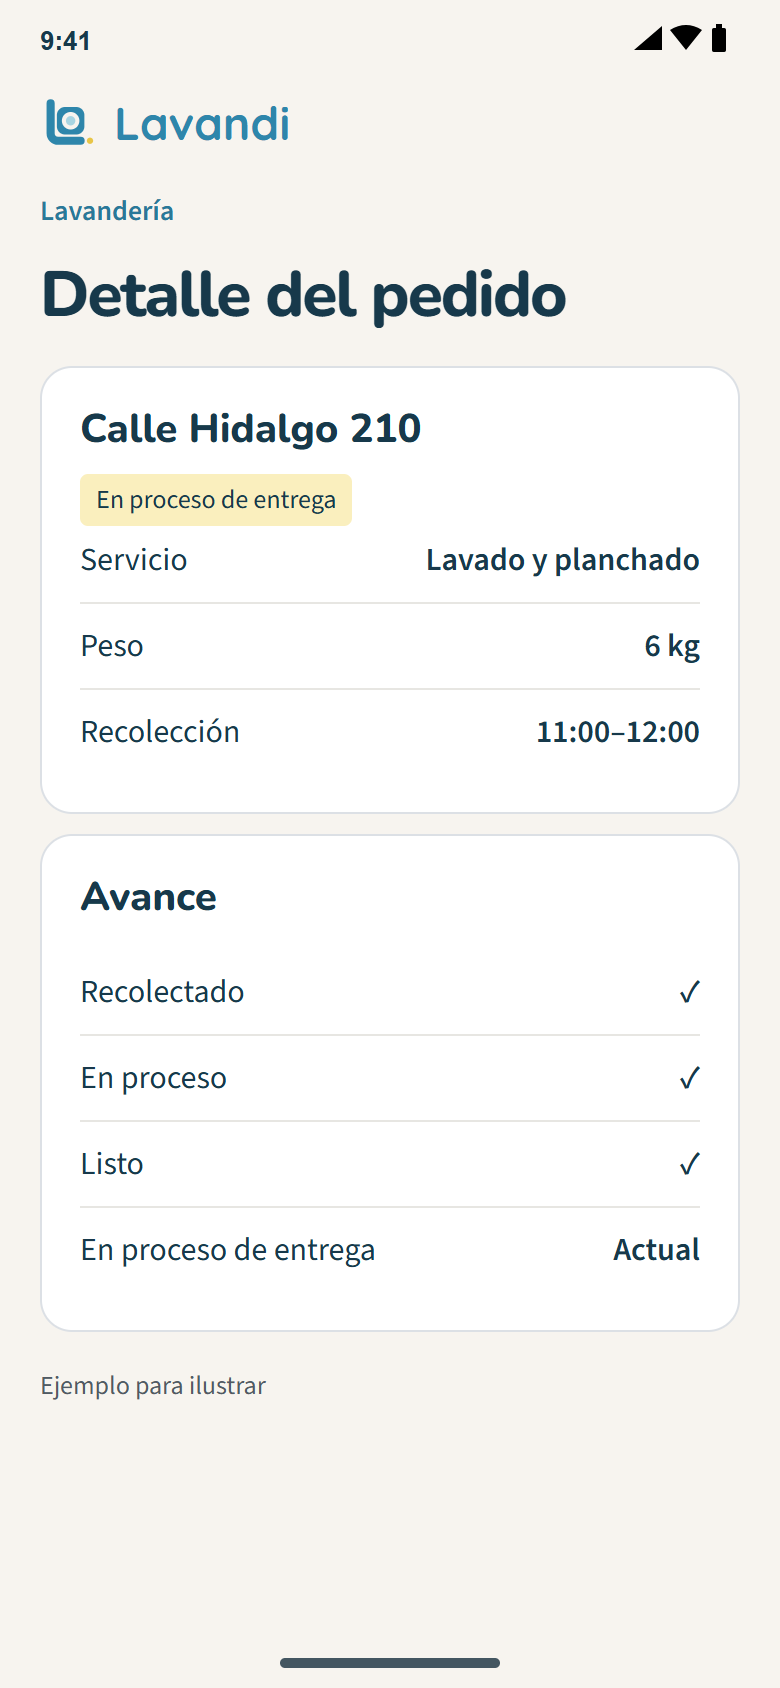 9:41
Lavandi
Lavandería
Detalle del pedido
Calle Hidalgo 210
En proceso de entrega
Servicio Lavado y planchado
Peso 6 kg
Recolección 11:00–12:00
Avance
Recolectado ✓
En proceso ✓
Listo ✓
En proceso de entrega Actual
Ejemplo para ilustrar